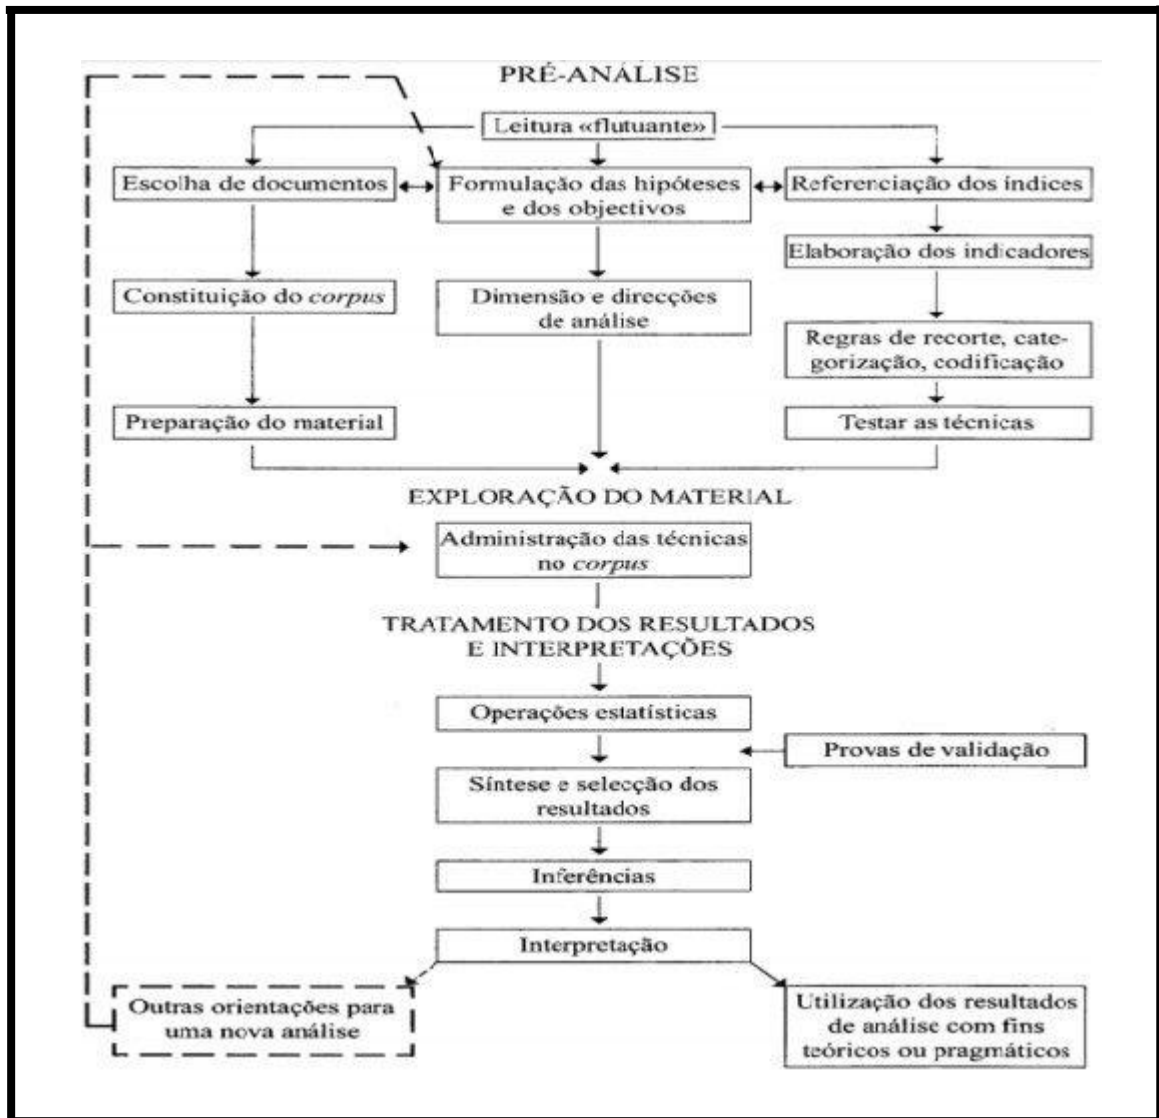 PRÉ-ANÁLISE
Leitura «flutuante»
Escolha de documentos
Formulação das hipóteses
e dos objectivos
Referenciação dos índices
Elaboração dos indicadores
Constituição do corpus
Dimensão e direcções
de análise
Regras de recorte, cate-
gorização, codificação
Preparação do material
Testar as técnicas
EXPLORAÇÃO DO MATERIAL
Administração das técnicas
no corpus
TRATAMENTO DOS RESULTADOS
E INTERPRETAÇÕES
Operações estatísticas
Provas de validação
Síntese e selecção dos
resultados
Inferências
Interpretação
Outras orientações para
uma nova análise
Utilização dos resultados
de análise com fins
teóricos ou pragmáticos